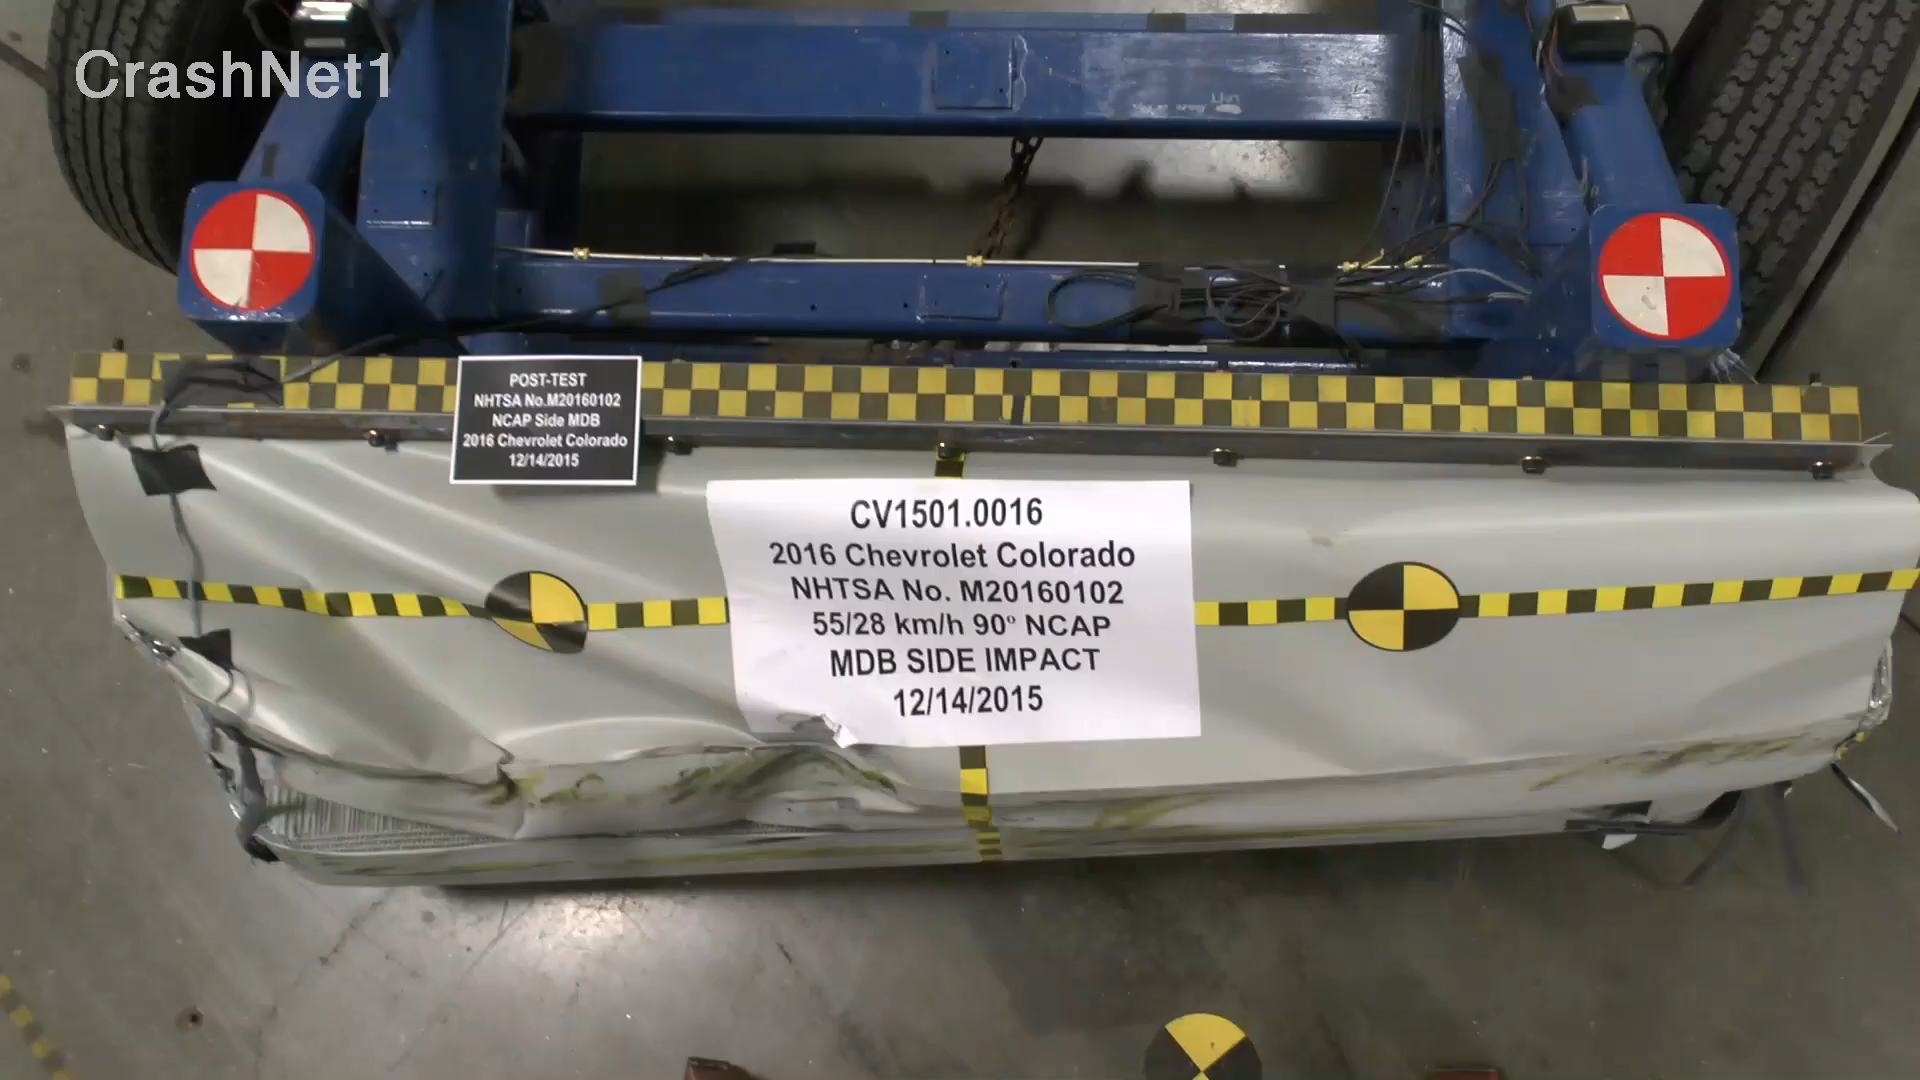 CrashNet1
POST-TEST
NHTSA No.M20160102
NCAP Side MDB
2016 Chevrolet Colorado
12/14/2015
CV1501.0016
2016 Chevrolet Colorado
NHTSA No. M20160102
55/28 km/h 90° NCAP
MDB SIDE IMPACT
12/14/2015